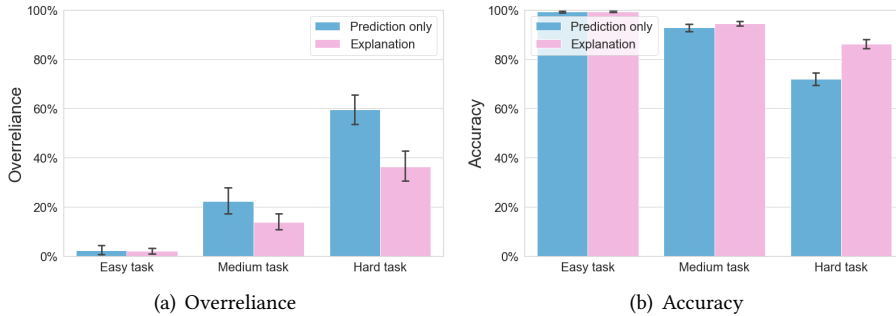 100%
80%
60%
40%
20%
0%
Overreliance
Prediction only
Explanation
Easy task
Medium task
Hard task
(a) Overreliance
100%
80%
60%
40%
20%
0%
Accuracy
Prediction only
Explanation
Easy task
Medium task
Hard task
(b) Accuracy